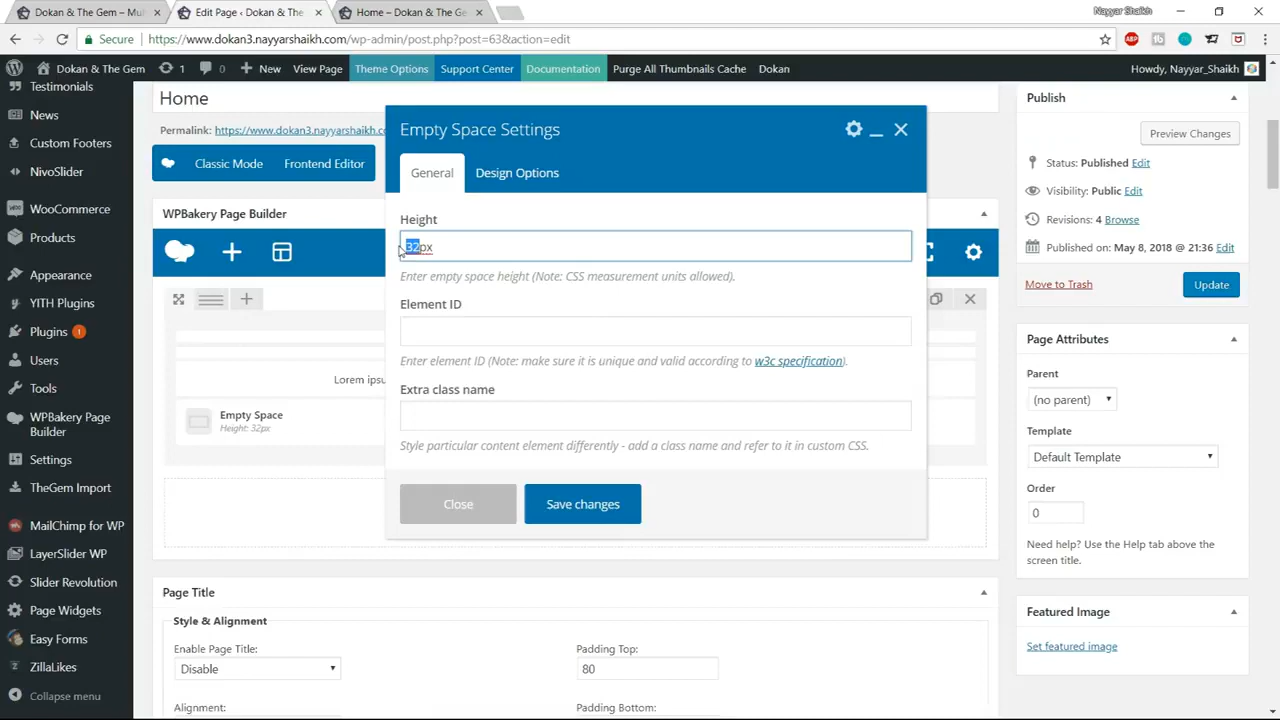 Dokan & The Gem – Mul
Edit Page ‹ Dokan & The
Home – Dokan & The Ge
Nayyar Shaikh
Secure
https://www.dokan3.nayyarshaikh.com/wp-admin/post.php?post=63&action=edit
Dokan & The Gem
1
0
New
View Page
Theme Options
Support Center
Documentation
Purge All Thumbnails Cache
Dokan
Howdy, Nayyar_Shaikh
Testimonials
News
Custom Footers
NivoSlider
WooCommerce
Products
Appearance
YITH Plugins
Plugins !
Users
Tools
WPBakery Page
Builder
Settings
TheGem Import
MailChimp for WP
LayerSlider WP
Slider Revolution
Page Widgets
Easy Forms
ZillaLikes
Collapse menu
Home
Permalink: https://www.dokan3.nayyarshaikh.co
Classic Mode
Frontend Editor
WPBakery Page Builder
Lorem ipsu
Empty Space
Height: 32px
Empty Space Settings
General
Design Options
Height
32px
Enter empty space height (Note: CSS measurement units allowed).
Element ID
Enter element ID (Note: make sure it is unique and valid according to w3c specification).
Extra class name
Style particular content element differently - add a class name and refer to it in custom CSS.
Close
Save changes
Page Title
Style & Alignment
Enable Page Title:
Disable
Alignment:
Padding Top:
80
Padding Bottom:
Publish
Preview Changes
Status: Published Edit
Visibility: Public Edit
Revisions: 4 Browse
Published on: May 8, 2018 @ 21:36 Edit
Move to Trash
Update
Page Attributes
Parent
(no parent)
Template
Default Template
Order
0
Need help? Use the Help tab above the
screen title.
Featured Image
Set featured image